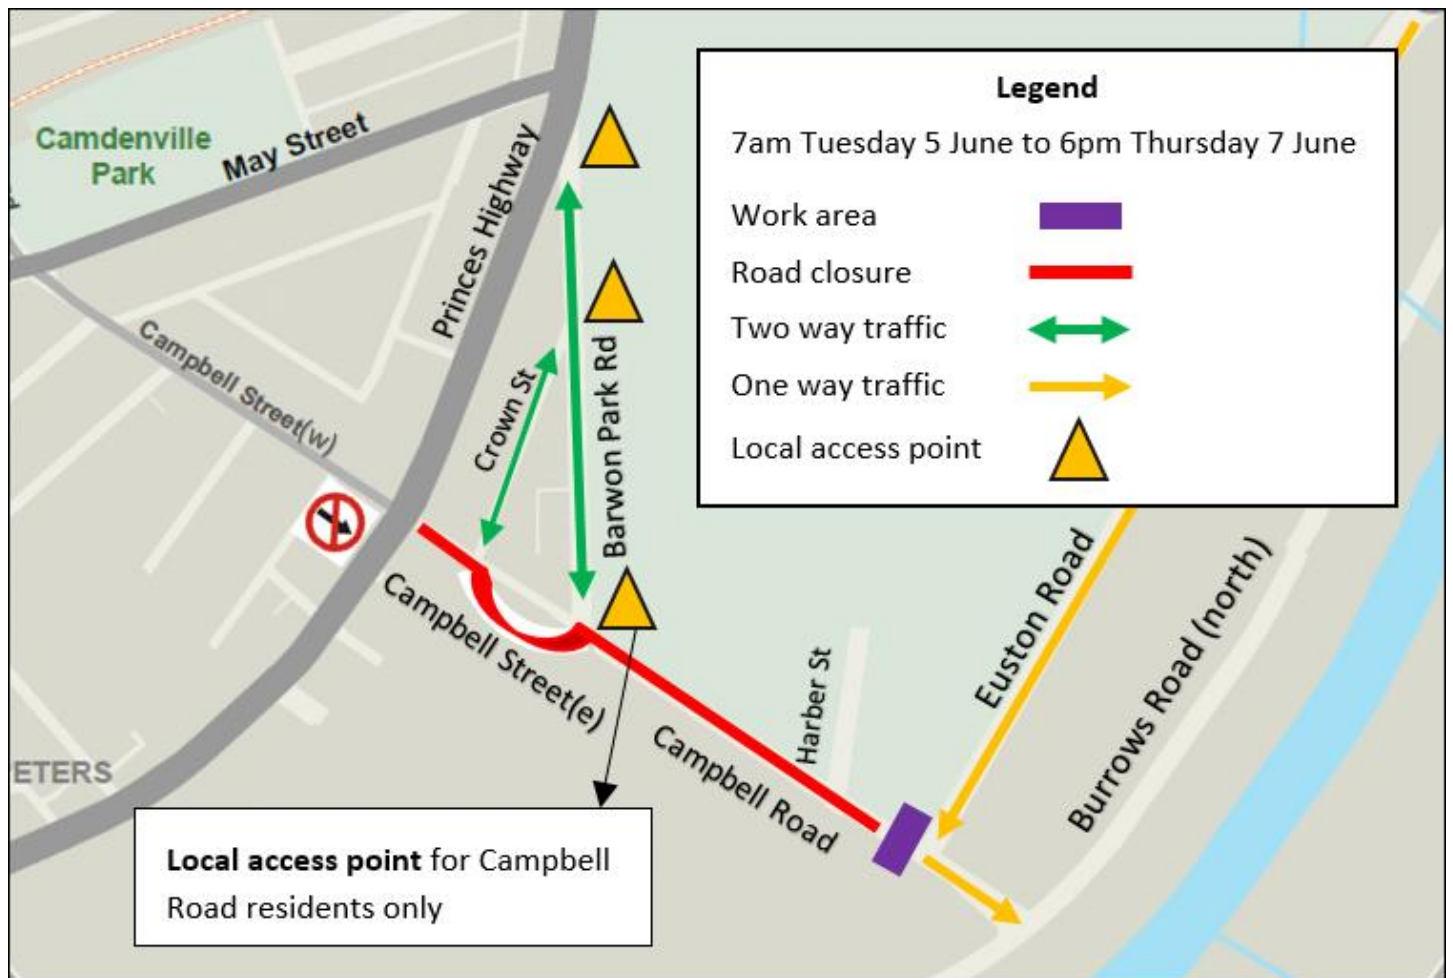 Legend
7am Tuesday 5 June to 6pm Thursday 7 June
Work area
Road closure
Two way traffic
One way traffic
Local access point
Camdenville
Park
May Street
Princes Highway
Campbell Street(w)
Crown St
Barwon Park Rd
Campbell Street(e)
Campbell Road
Harber St
Euston Road
Burrows Road (north)
ETERS
Local access point for Campbell
Road residents only